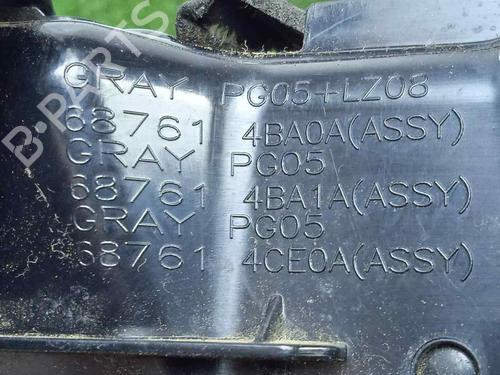 GRAY PG05+LZ08
68761 4BA0A(ASSY)
GRAY PG05
68761 4BA1A(ASSY)
GRAY PG05
68761 4CE0A(ASSY)
B PARTS